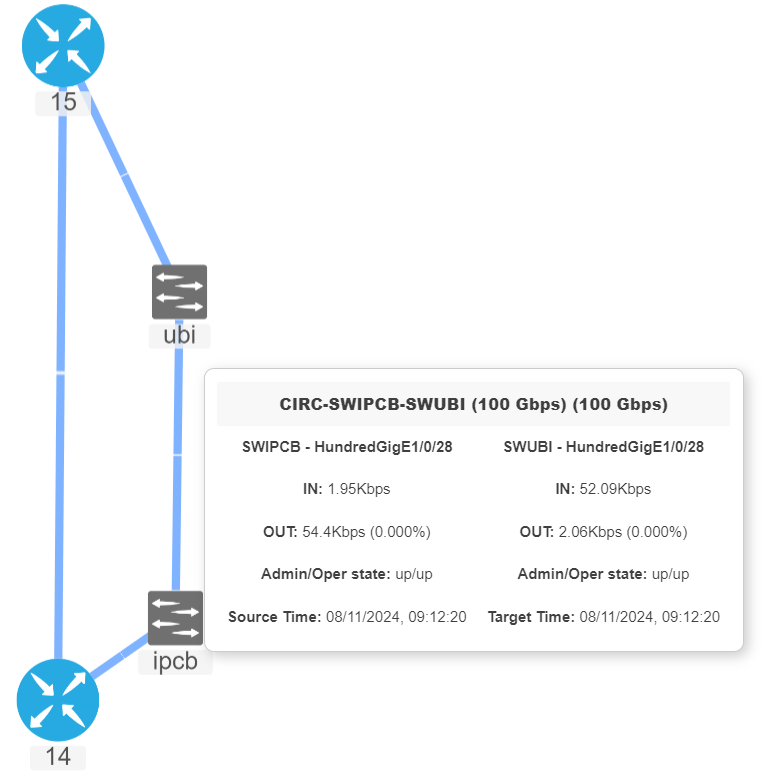 15
ubi
CIRC-SWIPCB-SWUBI (100 Gbps) (100 Gbps)
SWIPCB - HundredGigE1/0/28
SWUBI - HundredGigE1/0/28
IN: 1.95Kbps
IN: 52.09Kbps
OUT: 54.4Kbps (0.000%)
OUT: 2.06Kbps (0.000%)
Admin/Oper state: up/up
Admin/Oper state: up/up
Source Time: 08/11/2024, 09:12:20
Target Time: 08/11/2024, 09:12:20
ipcb
14